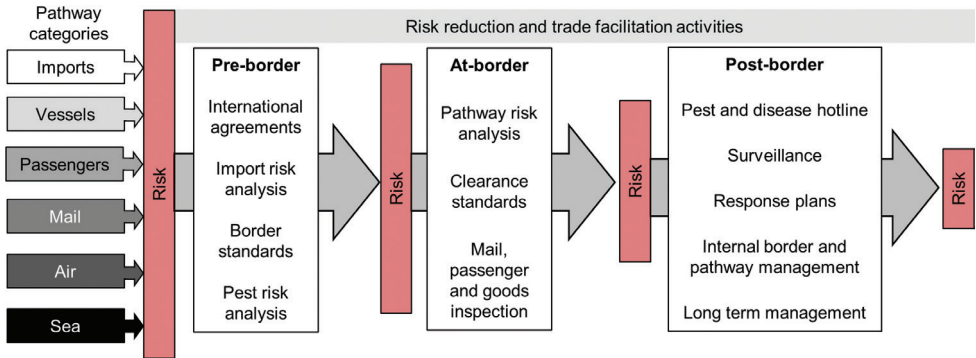 Pathway
categories
Imports
Vessels
Passengers
Mail
Air
Sea
Risk
Risk reduction and trade facilitation activities
Pre-border
International
agreements
Import risk
analysis
Border
standards
Pest risk
analysis
Risk
At-border
Pathway risk
analysis
Clearance
standards
Mail,
passenger
and goods
inspection
Risk
Post-border
Pest and disease hotline
Surveillance
Response plans
Internal border and
pathway management
Long term management
Risk